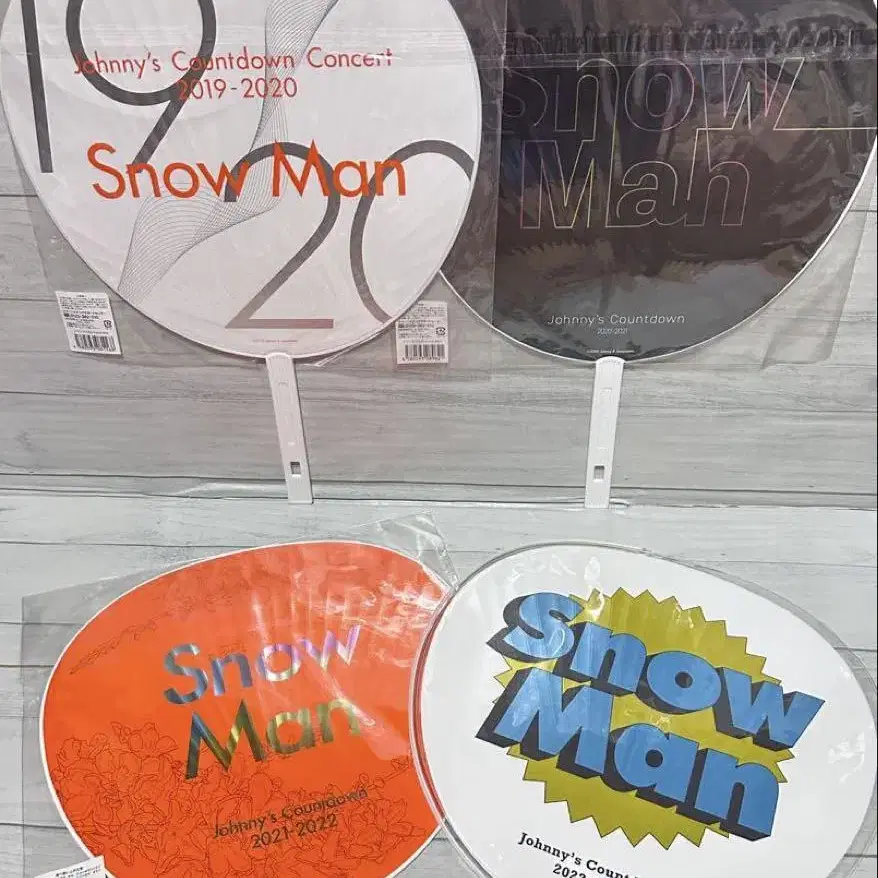 19
20
Johnny's Countdown Concert
2019-2020
Snow Man
Snow
Man
Johnny's Countdown
2020-2021
Snow
Man
Johnny's Countdown
2021-2022
Snow
Man
Johnny's